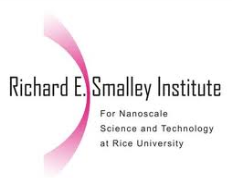 Richard E. Smalley Institute
For Nanoscale
Science and Technology
at Rice University